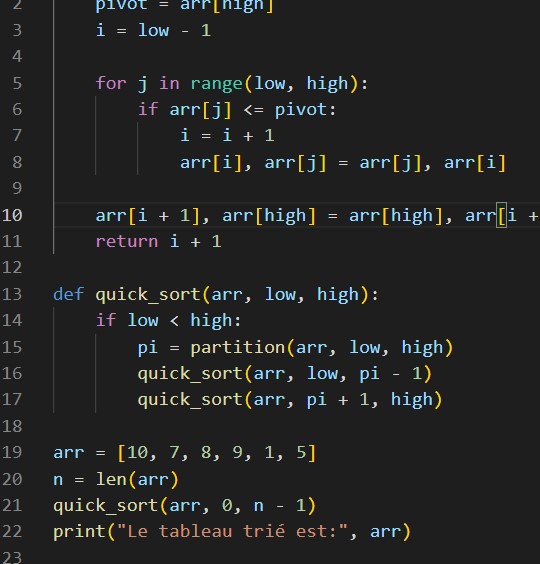 2 pivot = arr[high]
3 i = low - 1
4
5 for j in range(low, high):
6 if arr[j] <= pivot:
7 i = i + 1
8 arr[i], arr[j] = arr[j], arr[i]
9
10 arr[i + 1], arr[high] = arr[high], arr[i +
11 return i + 1
12
13 def quick_sort(arr, low, high):
14 if low < high:
15 pi = partition(arr, low, high)
16 quick_sort(arr, low, pi - 1)
17 quick_sort(arr, pi + 1, high)
18
19 arr = [10, 7, 8, 9, 1, 5]
20 n = len(arr)
21 quick_sort(arr, 0, n - 1)
22 print("Le tableau trié est:", arr)
23